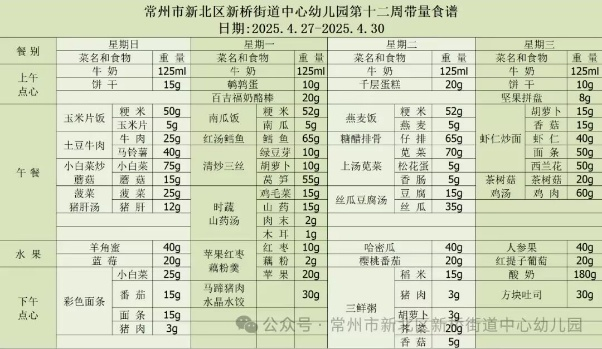 常州市新北区新桥街道中心幼儿园第十二周带量食谱
日期:2025.4.27-2025.4.30
餐别 星期日 星期一 星期二 星期三
菜名和食物 重量 菜名和食物 重量 菜名和食物 重量 菜名和食物 重量
上午点心
牛奶 125ml 牛奶 125ml 牛奶 125ml 牛奶 125ml
饼干 15g 鹌鹑蛋 10g 千层蛋糕 20g 饼干 10g
百吉福奶酪棒 20g 坚果拼盘 8g
午餐
玉米片饭 粳米 50g 南瓜饭 粳米 52g 燕麦饭 粳米 52g 虾仁炒面 胡萝卜 15g
玉米片 5g 南瓜 5g 燕麦 5g 香菇 15g
土豆牛肉 牛肉 25g 红汤鳕鱼 鳕鱼 65g 糖醋排骨 仔排 65g 虾仁 40g
马铃薯 40g 清炒三丝 绿豆芽 10g 上汤苋菜 苋菜 70g 面条 50g
小白菜炒蘑菇 小白菜 75g 胡萝卜 10g 松花蛋 5g 西兰花 50g
蘑菇 15g 莴笋 55g 香肠 5g 茶树菇鸡汤 茶树菇 20g
菠菜猪肝汤 菠菜 25g 时蔬山药汤 鸡毛菜 15g 丝瓜豆腐汤 豆腐 15g 鸡肉 60g
猪肝 12g 山药 15g 丝瓜 35g
肉末 2g
木耳 1g
水果
羊角蜜 40g 苹果红枣藕粉羹 红枣 10g 哈密瓜 40g 人参果 40g
蓝莓 20g 藕粉 2g 樱桃番茄 20g 红提子葡萄 20g
下午点心
彩色面条 小白菜 25g 苹果 20g 三鲜粥 稻米 15g 酸奶 180g
番茄 15g 马蹄猪肉水晶水饺 30g 猪肉 3g 方块吐司 30g
面条 15g 胡萝卜 3g
猪肉 3g 20g
香菇 5g
公众号·常州市新北区新桥街道中心幼儿园